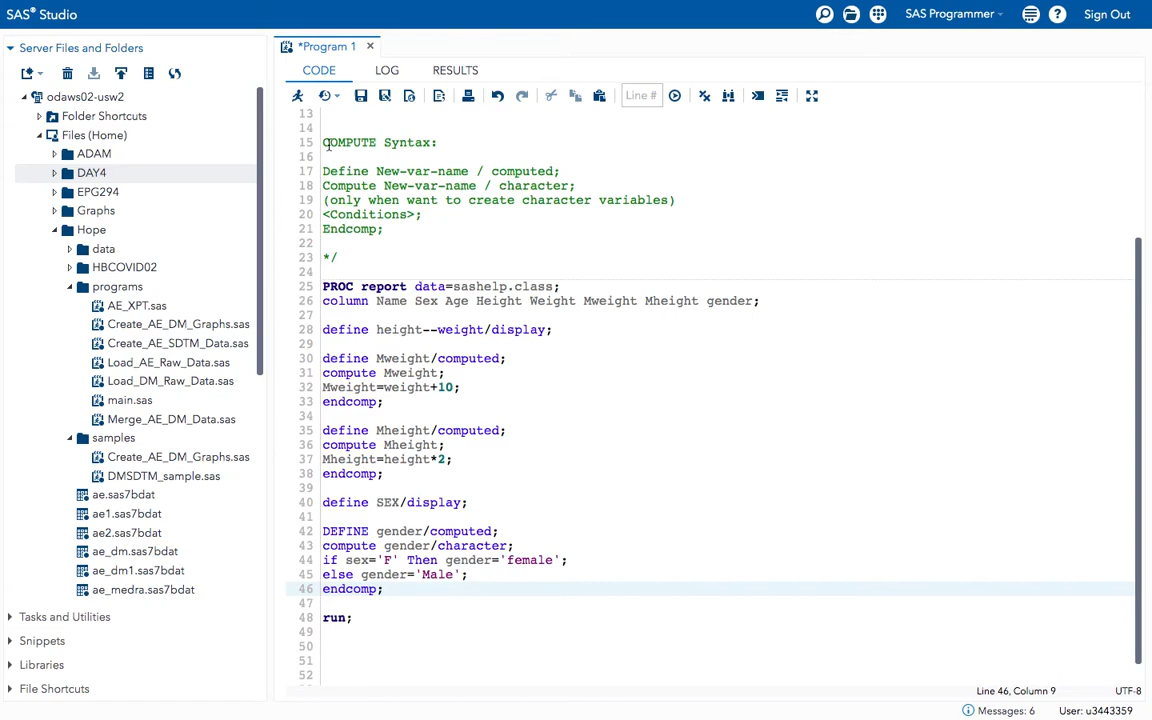 SAS® Studio
SAS Programmer
Sign Out
Server Files and Folders
odaws02-usw2
Folder Shortcuts
Files (Home)
ADAM
DAY4
EPG294
Graphs
Hope
data
HBCOVID02
programs
AE_XPT.sas
Create_AE_DM_Graphs.sas
Create_AE_SDTM_Data.sas
Load_AE_Raw_Data.sas
Load_DM_Raw_Data.sas
main.sas
Merge_AE_DM_Data.sas
samples
Create_AE_DM_Graphs.sas
DMSDTM_sample.sas
ae.sas7bdat
ae1.sas7bdat
ae2.sas7bdat
ae_dm.sas7bdat
ae_dm1.sas7bdat
ae_medra.sas7bdat
Tasks and Utilities
Snippets
Libraries
File Shortcuts
*Program 1
CODE LOG RESULTS
Line #
13
14
15 COMPUTE Syntax:
16
17 Define New-var-name / computed;
18 Compute New-var-name / character;
19 (only when want to create character variables)
20 <Conditions>;
21 Endcomp;
22
23 */
24
25 PROC report data=sashelp.class;
26 column Name Sex Age Height Weight Mweight Mheight gender;
27
28 define height--weight/display;
29
30 define Mweight/computed;
31 compute Mweight;
32 Mweight=weight+10;
33 endcomp;
34
35 define Mheight/computed;
36 compute Mheight;
37 Mheight=height*2;
38 endcomp;
39
40 define SEX/display;
41
42 DEFINE gender/computed;
43 compute gender/character;
44 if sex='F' Then gender='female';
45 else gender='Male';
46 endcomp;
47
48 run;
49
50
51
52
Line 46, Column 9
UTF-8
Messages: 6
User: u3443359